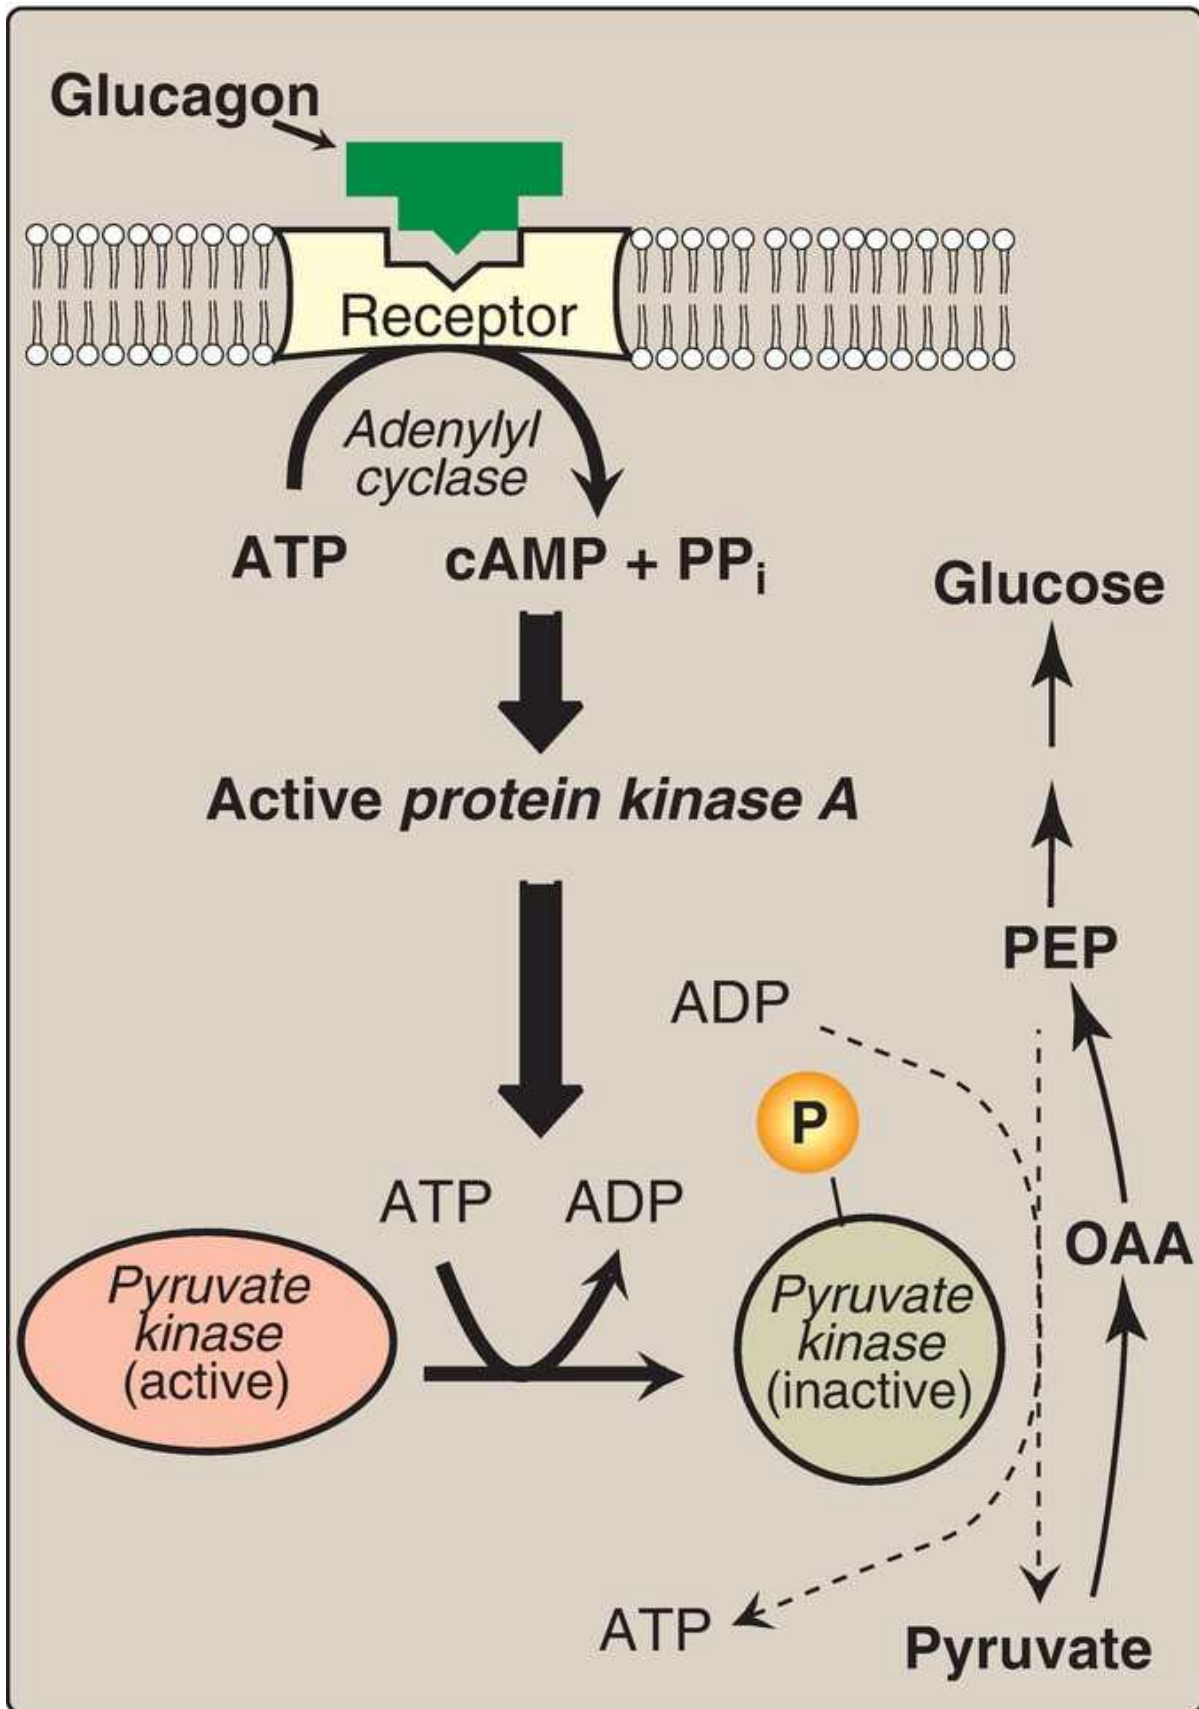 Glucagon
Receptor
Adenylyl
cyclase
ATP
cAMP + PPi
Glucose
Active protein kinase A
PEP
ADP
P
ATP
ADP
OAA
Pyruvate
kinase
(active)
Pyruvate
kinase
(inactive)
ATP
Pyruvate